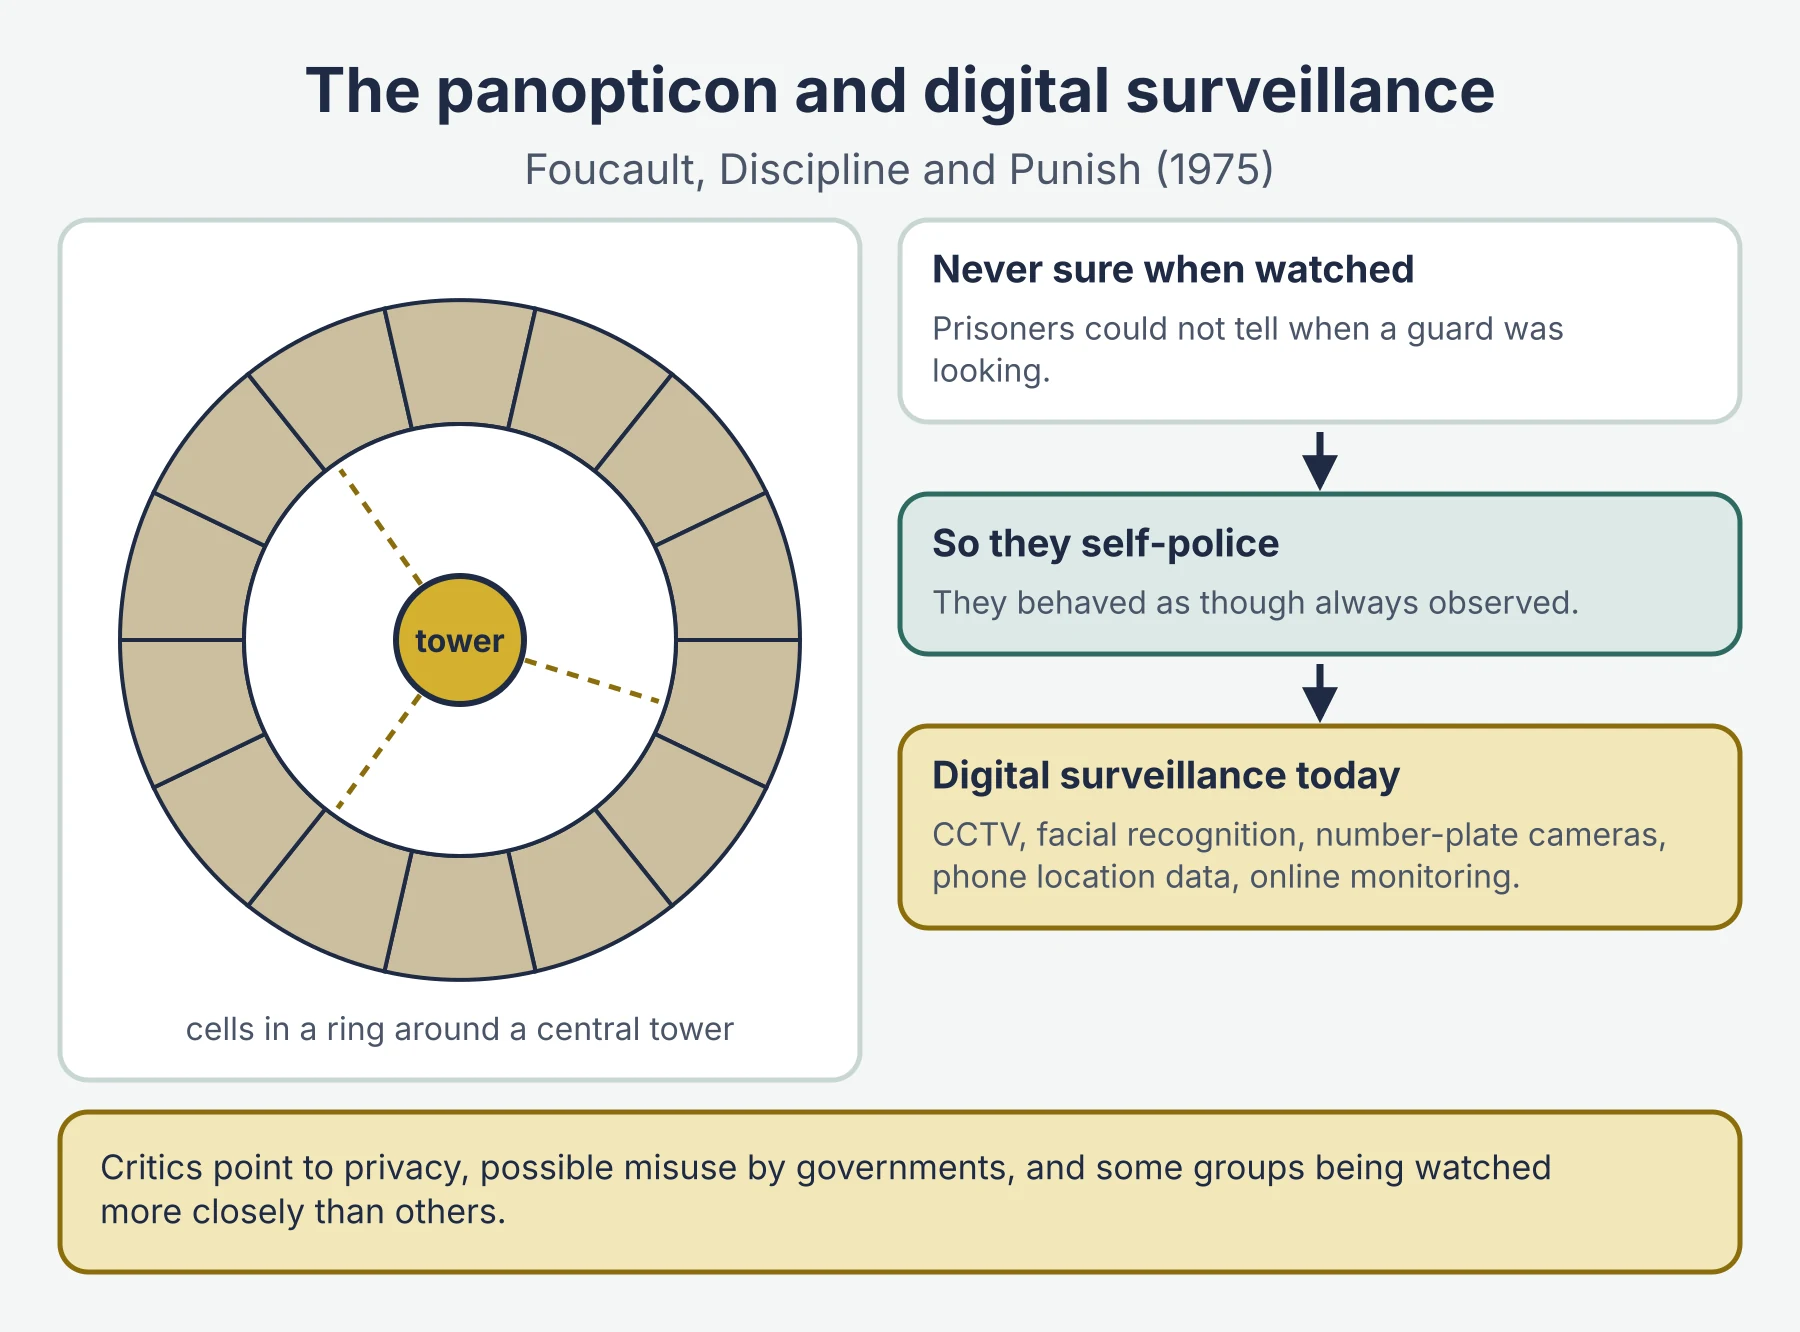 The panopticon and digital surveillance
Foucault, Discipline and Punish (1975)
tower
cells in a ring around a central tower
Never sure when watched
Prisoners could not tell when a guard was
looking.
So they self-police
They behaved as though always observed.
Digital surveillance today
CCTV, facial recognition, number-plate cameras,
phone location data, online monitoring.
Critics point to privacy, possible misuse by governments, and some groups being watched
more closely than others.